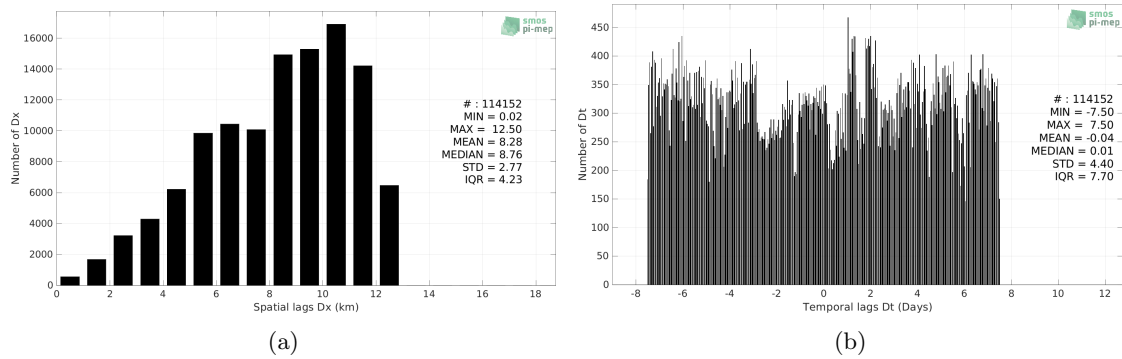 smos
pi-mep
16000
14000
12000
10000
8000
6000
4000
2000
0
Number of Dx
# : 114152
MIN = 0.02
MAX = 12.50
MEAN = 8.28
MEDIAN = 8.76
STD = 2.77
IQR = 4.23
0 2 4 6 8 10 12 14 16 18
Spatial lags Dx (km)
(a)
smos
pi-mep
450
400
350
300
250
200
150
100
50
0
Number of Dt
# : 114152
MIN = -7.50
MAX = 7.50
MEAN = -0.04
MEDIAN = 0.01
STD = 4.40
IQR = 7.70
-8 -6 -4 -2 0 2 4 6 8 10 12
Temporal lags Dt (Days)
(b)